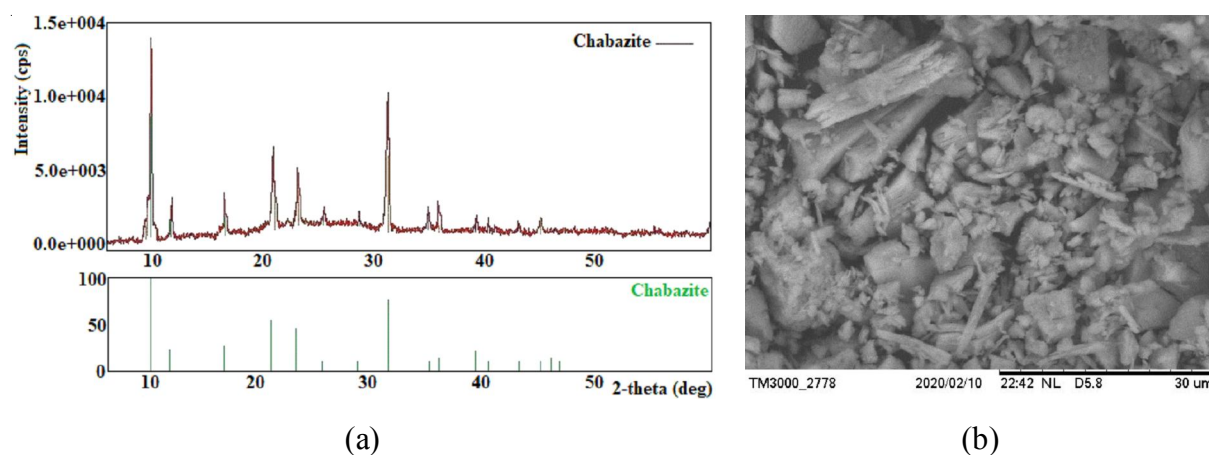 1.5e+004
Chabazite
Intensity (cps)
1.0e+004
5.0e+003
0.0e+000
10 20 30 40 50
100
Chabazite
50
0
10 20 30 40 50
2-theta (deg)
(a)
TM3000_2778 2020/02/10 22:42 NL D5.8 30 um
(b)